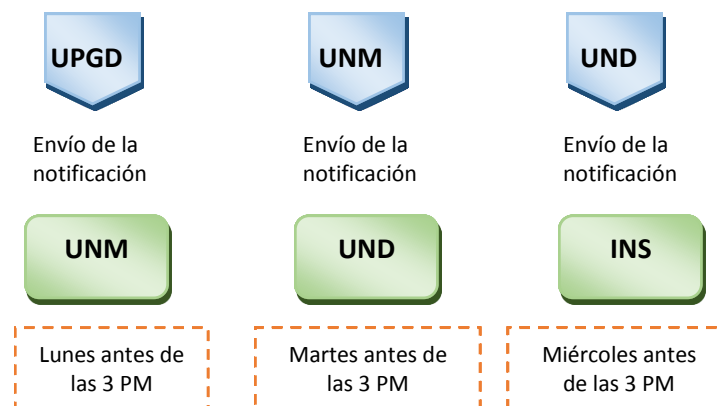 UPGD
Envío de la
notificación
UNM
Lunes antes de
las 3 PM
UNM
Envío de la
notificación
UND
Martes antes de
las 3 PM
UND
Envío de la
notificación
INS
Miércoles antes
de las 3 PM